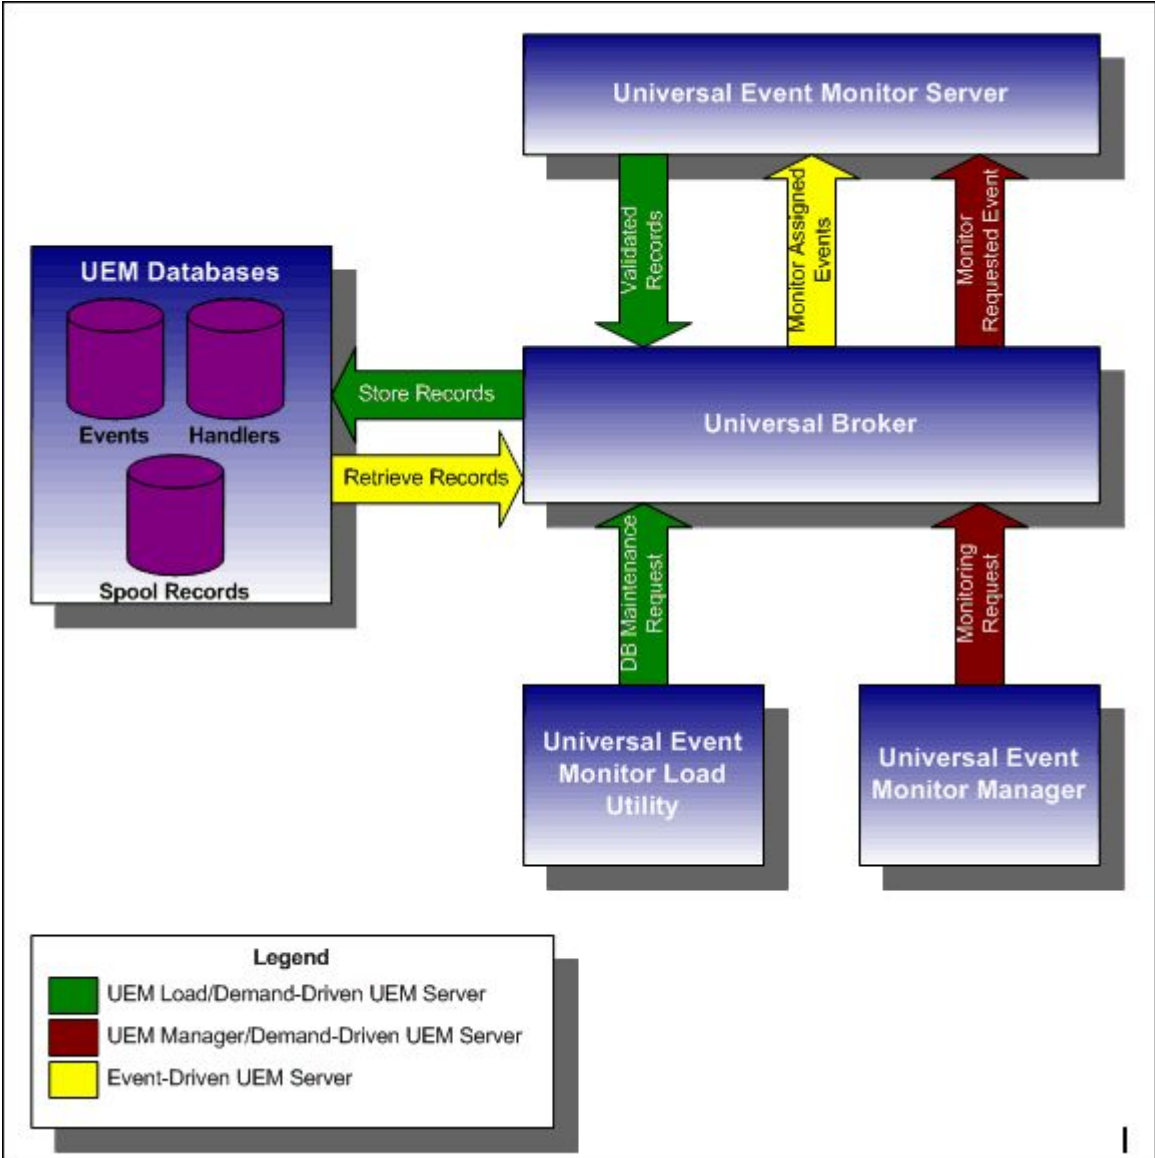 Universal Event Monitor Server
Validated
Records
Monitor Assigned
Events
Monitor
Requested Event
UEM Databases
Events
Handlers
Spool Records
Store Records
Retrieve Records
Universal Broker
DB Maintenance
Request
Monitoring
Request
Universal Event
Monitor Load
Utility
Universal Event
Monitor Manager
Legend
UEM Load/Demand-Driven UEM Server
UEM Manager/Demand-Driven UEM Server
Event-Driven UEM Server